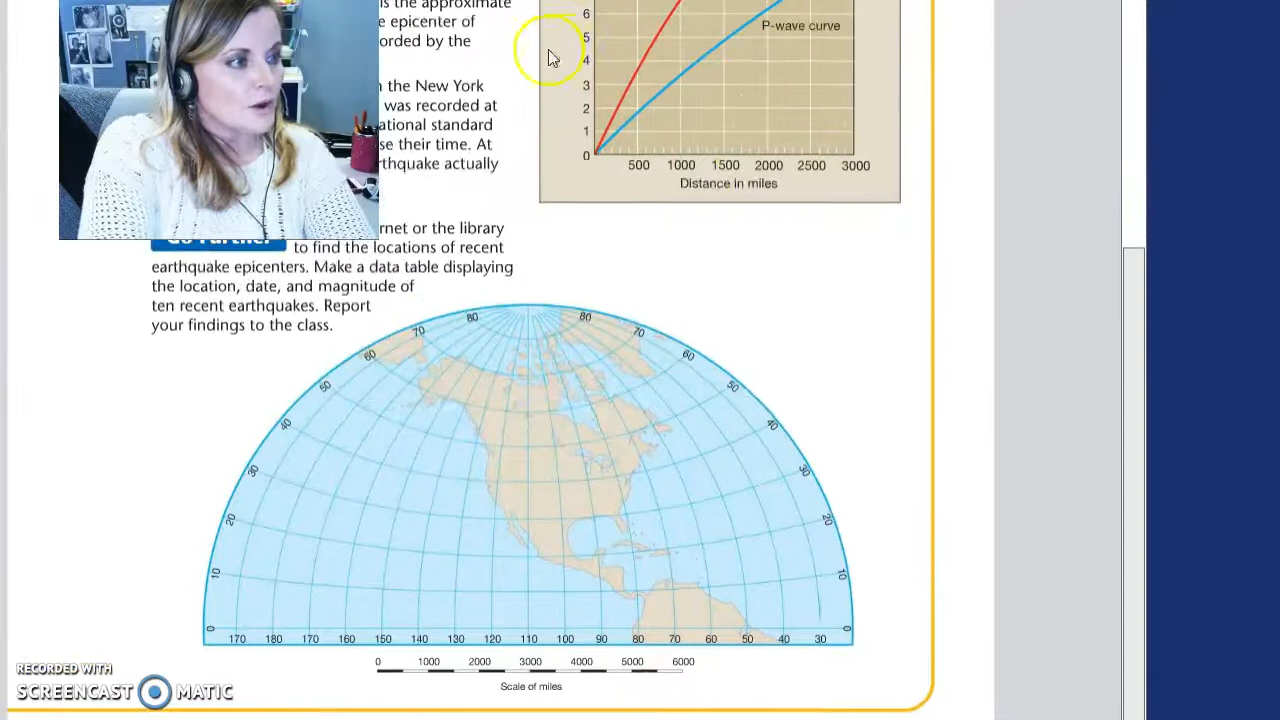 is the approximate
e epicenter of
orded by the
the New York
was recorded at
ational standard
se their time. At
rthquake actually
6
5
4
3
2
1
0
P-wave curve
500 1000 1500 2000 2500 3000
Distance in miles
Go Further
rnet or the library
to find the locations of recent
earthquake epicenters. Make a data table displaying
the location, date, and magnitude of
ten recent earthquakes. Report
your findings to the class.
80 80
70 70
60 60
50 50
40 40
30 30
20 20
10 10
0 0
170 180 170 160 150 140 130 120 110 100 90 80 70 60 50 40 30
0 1000 2000 3000 4000 5000 6000
Scale of miles
RECORDED WITH
SCREENCAST MATIC